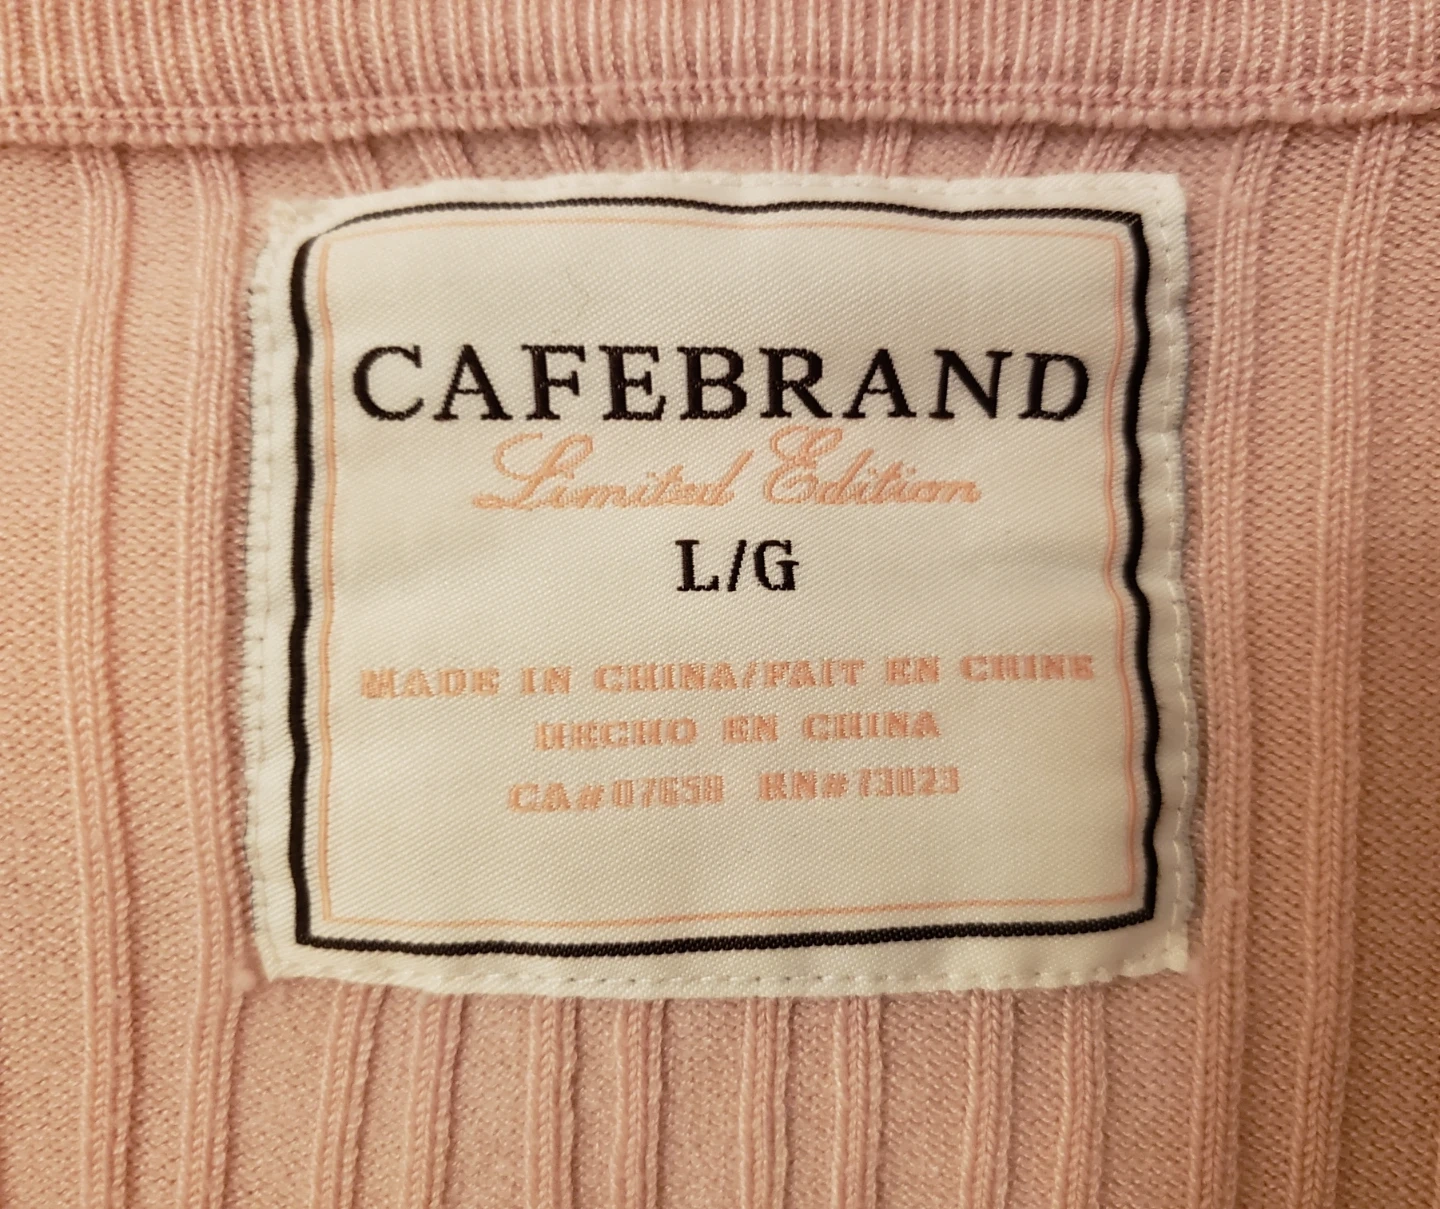 CAFEBRAND
Limited Edition
L/G
MADE IN CHINA/FAIT EN CHINE
HECHO EN CHINA
CA#07658 RN#73023